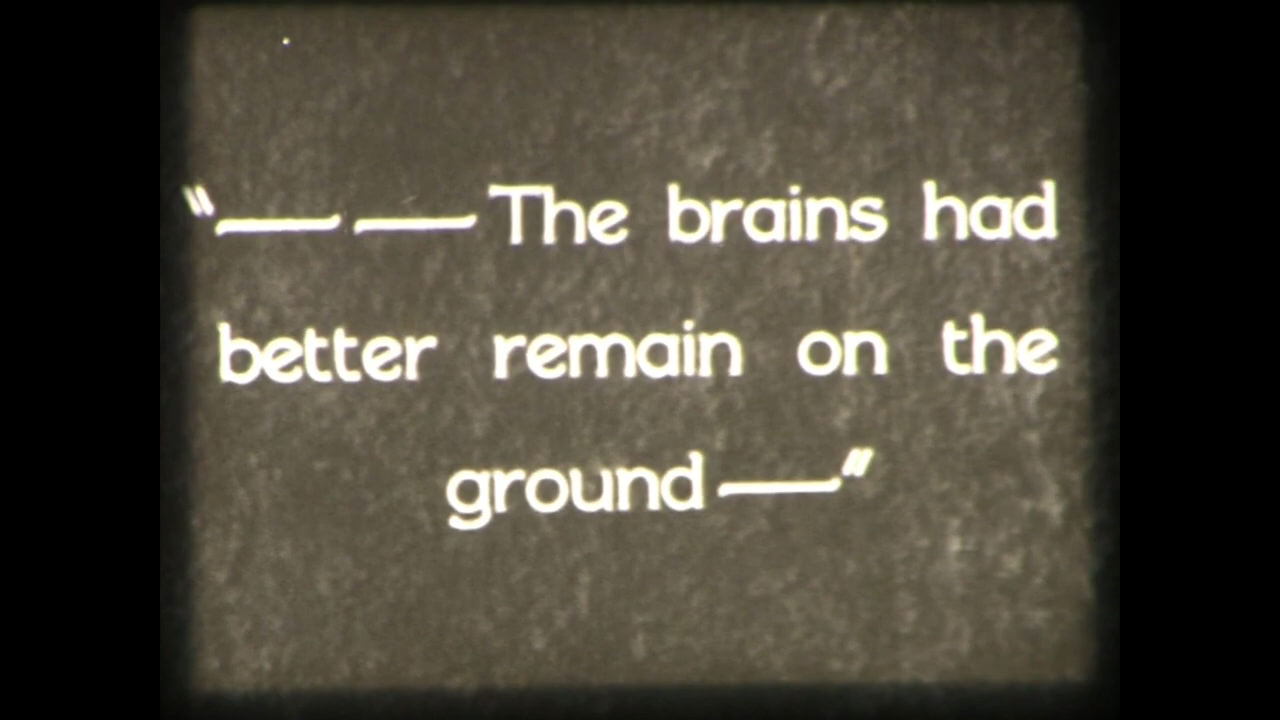 "— — The brains had
better remain on the
ground —"